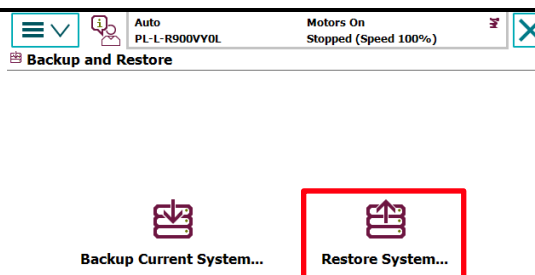 Auto
PL-L-R900VY0L
Motors On
Stopped (Speed 100%)
Backup and Restore
Backup Current System...
Restore System...